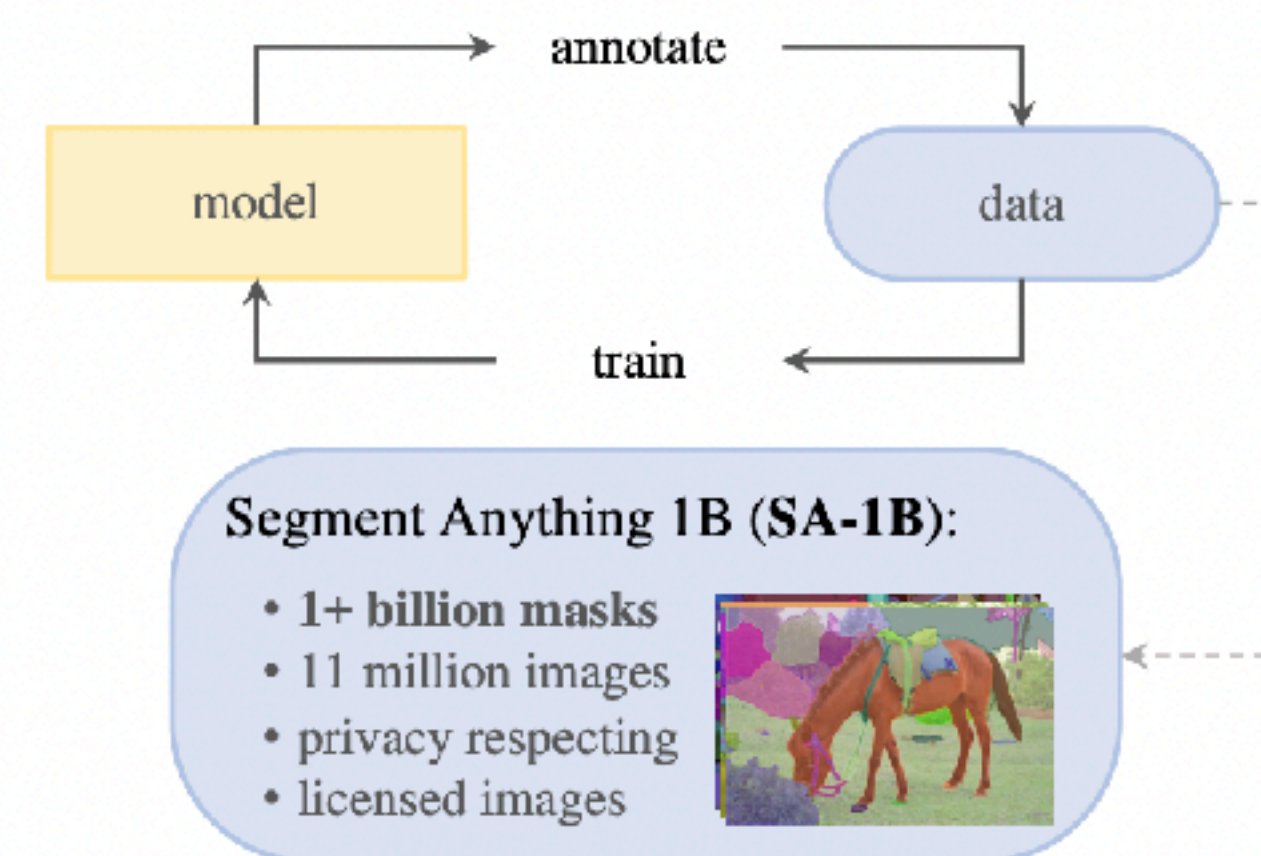 annotate
model
data
train
Segment Anything 1B (SA-1B):
• 1+ billion masks
• 11 million images
• privacy respecting
• licensed images